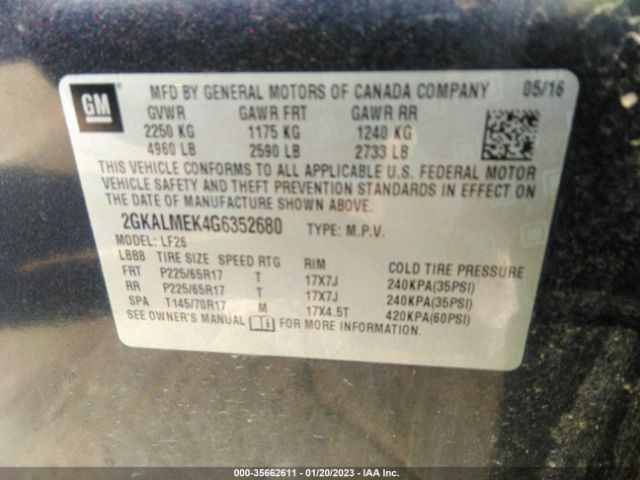 GM
MFD BY GENERAL MOTORS OF CANADA COMPANY 05/16
GVWR GAWR FRT GAWR RR
2250 KG 1175 KG 1240 KG
4960 LB 2590 LB 2733 LB
THIS VEHICLE CONFORMS TO ALL APPLICABLE U.S. FEDERAL MOTOR
VEHICLE SAFETY AND THEFT PREVENTION STANDARDS IN EFFECT ON
THE DATE OF MANUFACTURE SHOWN ABOVE.
2GKALMEK4G6352680 TYPE: M.P.V.
MODEL: LF26
LBB8 TIRE SIZE SPEED RTG RIM COLD TIRE PRESSURE
FRT P225/65R17 T 17X7J 240KPA(35PSI)
RR P225/65R17 T 17X7J 240KPA(35PSI)
SPA T145/70R17 M 17X4.5T 420KPA(60PSI)
SEE OWNER'S MANUAL FOR MORE INFORMATION.
000-35662611 - 01/20/2023 - IAA Inc.